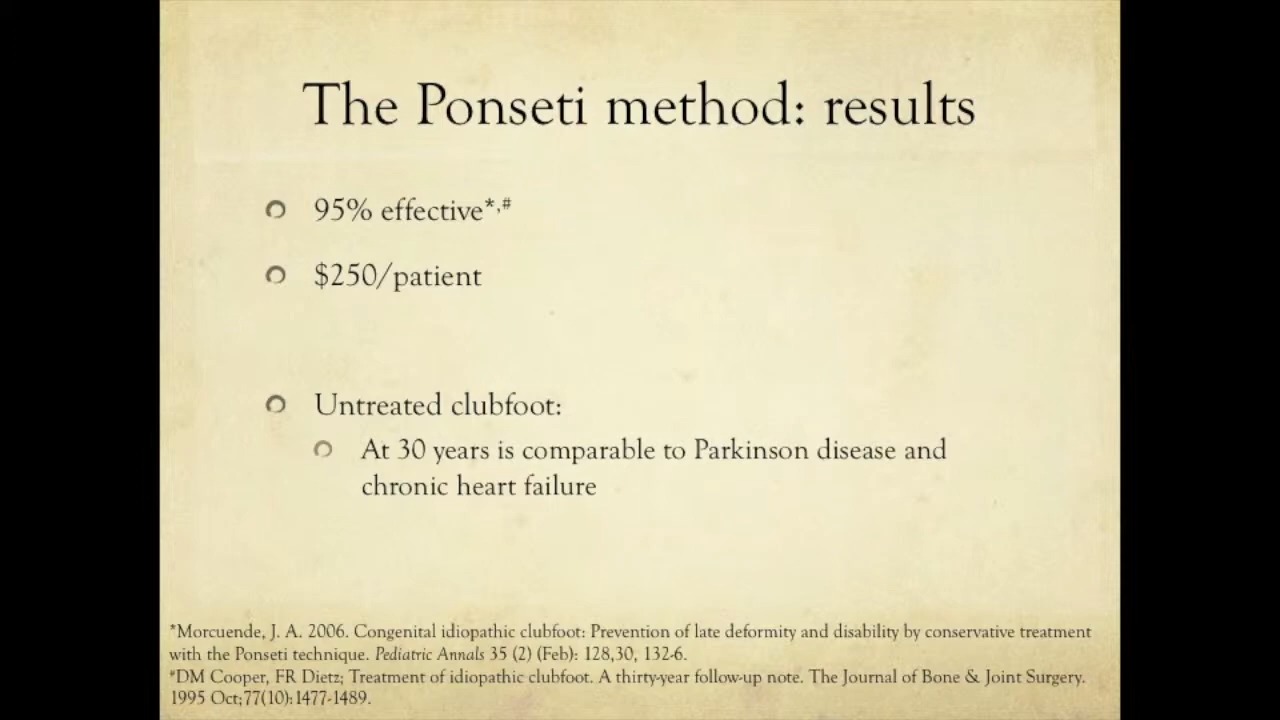 The Ponseti method: results
95% effective*,#
$250/patient
Untreated clubfoot:
At 30 years is comparable to Parkinson disease and
chronic heart failure
*Morcuende, J. A. 2006. Congenital idiopathic clubfoot: Prevention of late deformity and disability by conservative treatment
with the Ponseti technique. Pediatric Annals 35 (2) (Feb): 128,30, 132-6.
#DM Cooper, FR Dietz; Treatment of idiopathic clubfoot. A thirty-year follow-up note. The Journal of Bone & Joint Surgery.
1995 Oct;77(10):1477-1489.